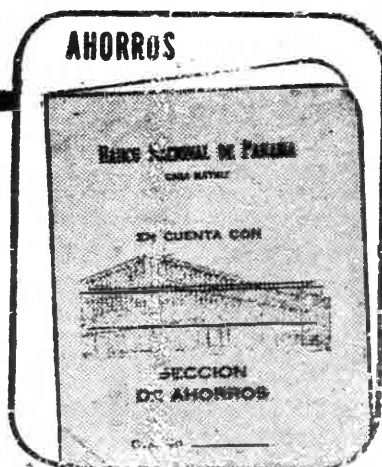 AHORROS
BANCO NACIONAL DE PANAMA
CASA MATRIZ
EN CUENTA CON
SECCION
DE AHORROS